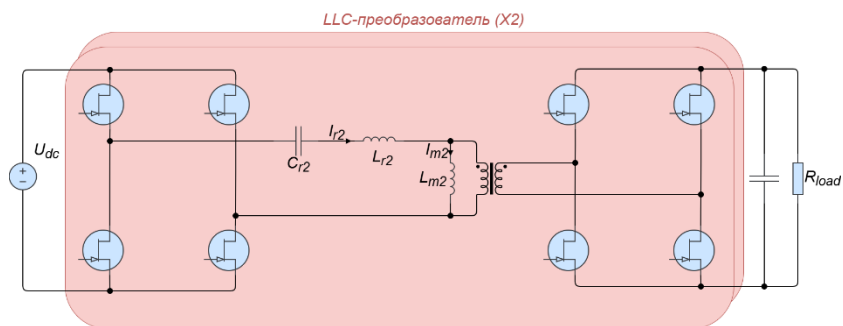 LLC-преобразователь (X2)
U_dc
C_r2
I_r2
L_r2
I_m2
L_m2
R_load